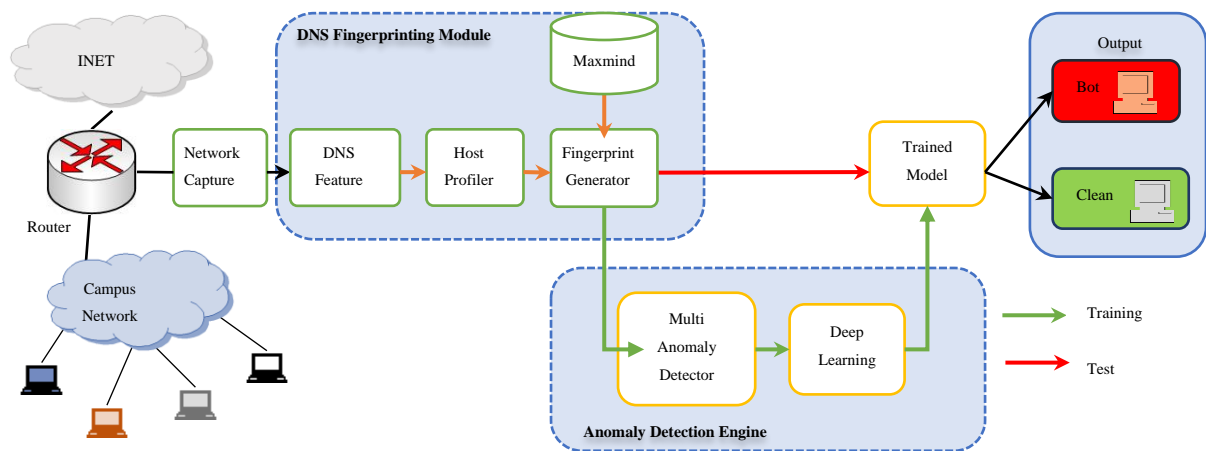 INET
Router
Campus
Network
Network
Capture
DNS Fingerprinting Module
Maxmind
DNS
Feature
Host
Profiler
Fingerprint
Generator
Trained
Model
Output
Bot
Clean
Multi
Anomaly
Detector
Deep
Learning
Anomaly Detection Engine
Training
Test